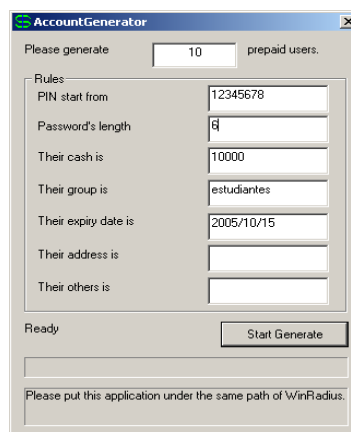 AccountGenerator
Please generate 10 prepaid users.
Rules
PIN start from 12345678
Password's length 6
Their cash is 10000
Their group is estudiantes
Their expiry date is 2005/10/15
Their address is
Their others is
Ready Start Generate
Please put this application under the same path of WinRadius.